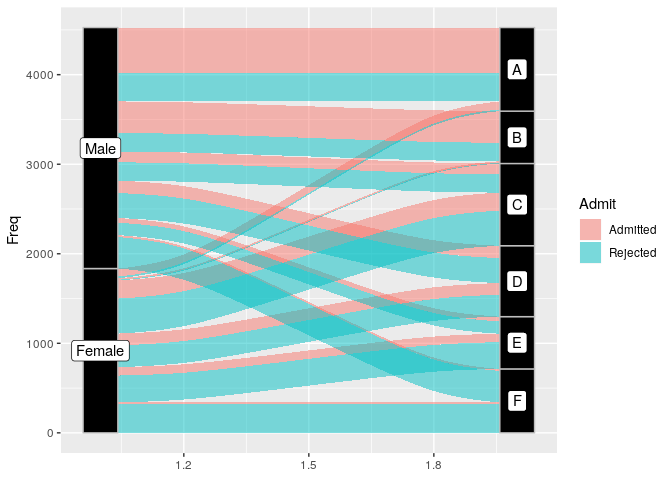 4000
3000
2000
1000
0
Freq
Male
Female
A
B
C
D
E
F
1.2
1.5
1.8
Admit
Admitted
Rejected